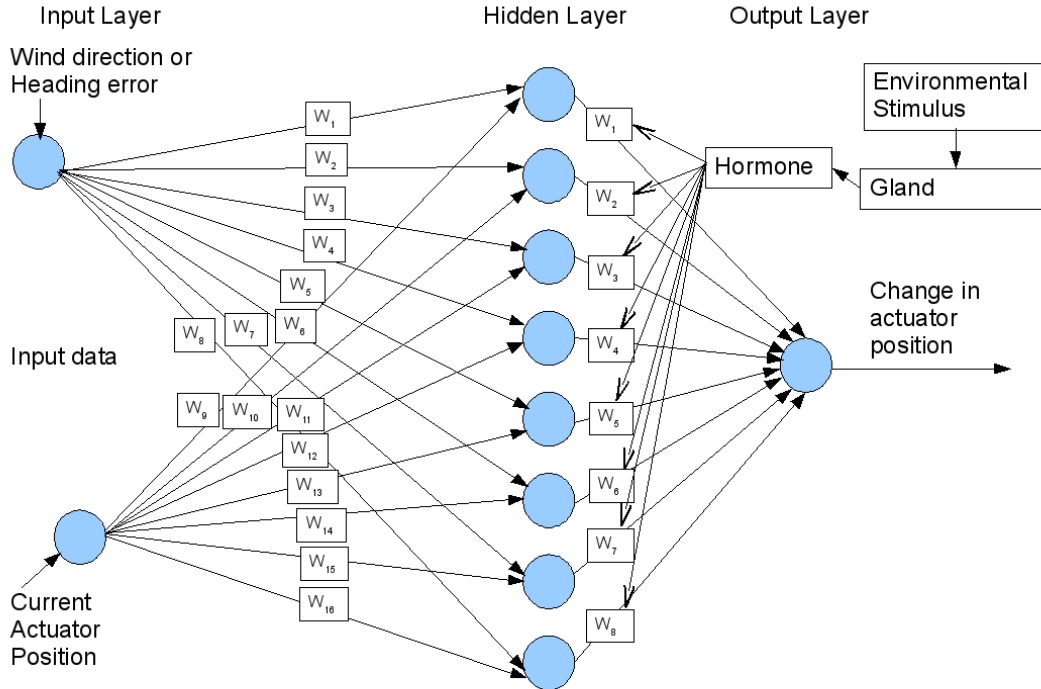 Input Layer
Hidden Layer
Output Layer
Wind direction or
Heading error
Environmental
Stimulus
Hormone
Gland
W1
W2
W3
W4
W5
W6
W7
W8
Input data
W9
W10
W11
W12
W13
W14
W15
W16
Current
Actuator
Position
W1
W2
W3
W4
W5
W6
W7
W8
Change in
actuator
position